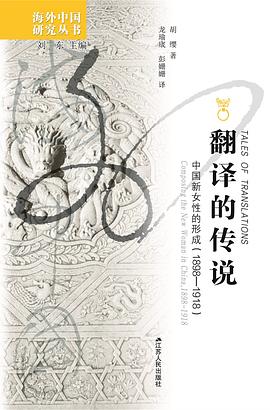 海外中国
研究丛书
刘东 主编
胡缨 著
龙瑜宬 彭姗姗 译
翻译的传说
TALES OF TRANSLATIONS
中国新女性的形成(1898—1918)
Composing the New Woman in China,1898-1918
江苏人民出版社